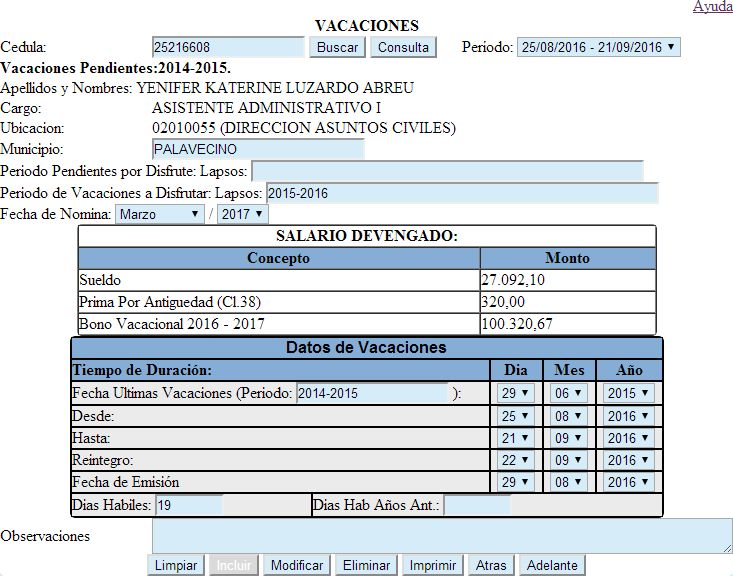 Ayuda
VACACIONES
Cedula: 25216608 Buscar Consulta Periodo: 25/08/2016 - 21/09/2016
Vacaciones Pendientes:2014-2015.
Apellidos y Nombres: YENIFER KATERINE LUZARDO ABREU
Cargo: ASISTENTE ADMINISTRATIVO I
Ubicacion: 02010055 (DIRECCION ASUNTOS CIVILES)
Municipio: PALAVECINO
Periodo Pendientes por Disfrute: Lapsos:
Periodo de Vacaciones a Disfrutar: Lapsos: 2015-2016
Fecha de Nomina: Marzo / 2017
SALARIO DEVENGADO:
Concepto Monto
Sueldo 27.092,10
Prima Por Antiguedad (Cl.38) 320,00
Bono Vacacional 2016 - 2017 100.320,67
Datos de Vacaciones
Tiempo de Duración: Dia Mes Año
Fecha Ultimas Vacaciones (Periodo: 2014-2015 ): 29 06 2015
Desde: 25 08 2016
Hasta: 21 09 2016
Reintegro: 22 09 2016
Fecha de Emisión 29 08 2016
Dias Habiles: 19 Dias Hab Años Ant.:
Observaciones
Limpiar Incluir Modificar Eliminar Imprimir Atras Adelante